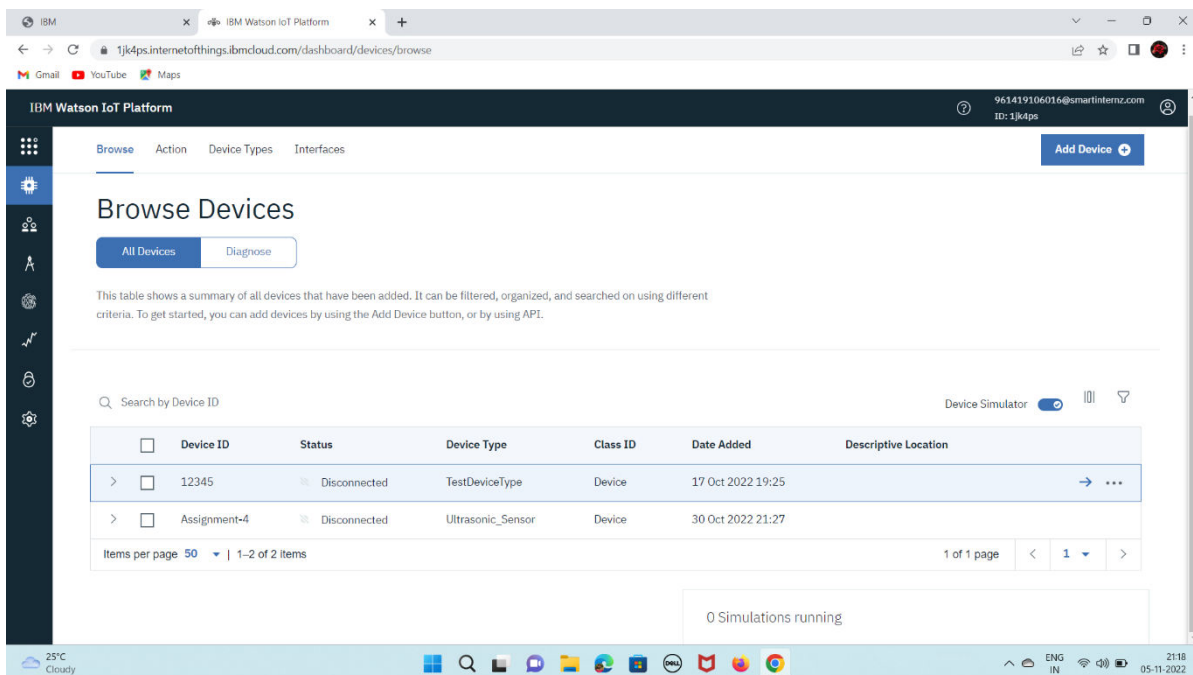 IBM
IBM Watson IoT Platform
1jk4ps.internetofthings.ibmcloud.com/dashboard/devices/browse
Gmail YouTube Maps
IBM Watson IoT Platform
961419106016@smartinternz.com
ID: 1jk4ps
Browse Action Device Types Interfaces
Add Device
Browse Devices
All Devices Diagnose
This table shows a summary of all devices that have been added. It can be filtered, organized, and searched on using different
criteria. To get started, you can add devices by using the Add Device button, or by using API.
Search by Device ID
Device Simulator
Device ID Status Device Type Class ID Date Added Descriptive Location
12345 Disconnected TestDeviceType Device 17 Oct 2022 19:25
Assignment-4 Disconnected Ultrasonic_Sensor Device 30 Oct 2022 21:27
Items per page 50 | 1–2 of 2 items
1 of 1 page 1
0 Simulations running
25°C
Cloudy
DELL
ENG
IN
21:18
05-11-2022